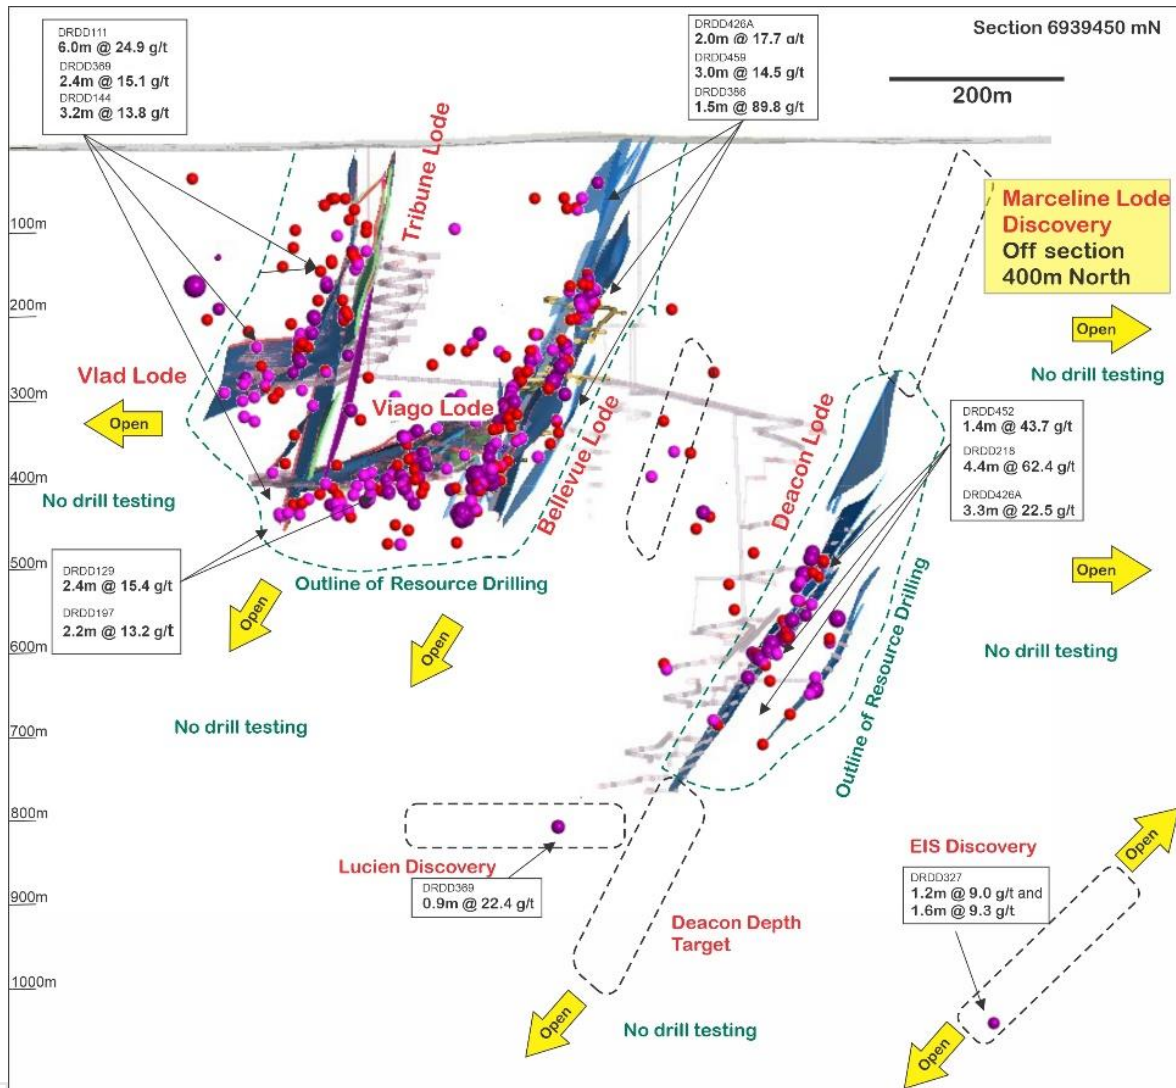 Section 6939450 mN
200m
DRDD111
6.0m @ 24.9 g/t
DRDD369
2.4m @ 15.1 g/t
DRDD144
3.2m @ 13.8 g/t
DRDD426A
2.0m @ 17.7 g/t
DRDD459
3.0m @ 14.5 g/t
DRDD386
1.5m @ 89.8 g/t
Tribune Lode
Marceline Lode
Discovery
Off section
400m North
100m
200m
300m
400m
500m
600m
700m
800m
900m
1000m
Vlad Lode
Viago Lode
Bellevue Lode
Deacon Lode
Open
No drill testing
Open
No drill testing
DRDD452
1.4m @ 43.7 g/t
DRDD218
4.4m @ 62.4 g/t
DRDD426A
3.3m @ 22.5 g/t
DRDD129
2.4m @ 15.4 g/t
DRDD197
2.2m @ 13.2 g/t
Outline of Resource Drilling
Open
Open
Open
No drill testing
No drill testing
Outline of Resource Drilling
Lucien Discovery
DRDD369
0.9m @ 22.4 g/t
Deacon Depth
Target
EIS Discovery
DRDD327
1.2m @ 9.0 g/t and
1.6m @ 9.3 g/t
Open
Open
No drill testing
Open